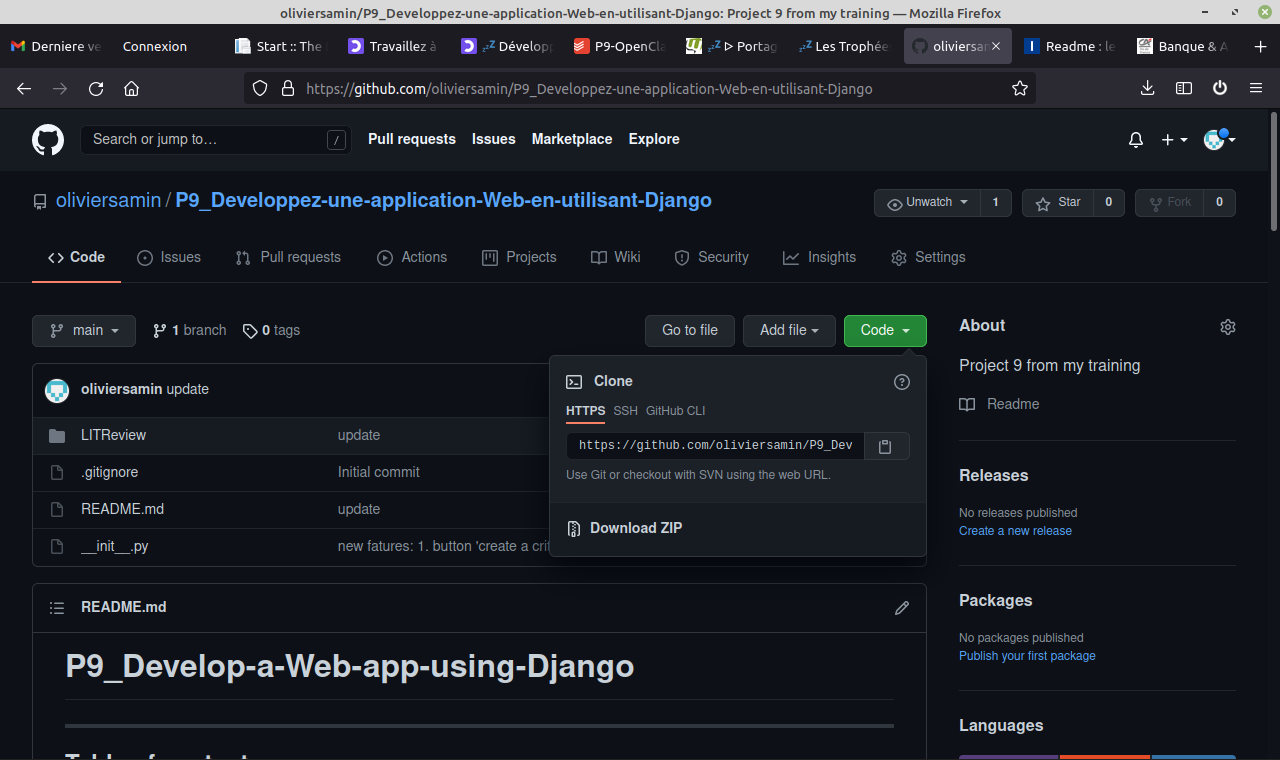 oliviersamin/P9_Developpez-une-application-Web-en-utilisant-Django: Project 9 from my training — Mozilla Firefox
Derniere ve Connexion Start :: The Travaillez à Dévelop P9-OpenCla Portag Les Trophée oliviersan Readme : le Banque & A
https://github.com/oliviersamin/P9_Developpez-une-application-Web-en-utilisant-Django
Search or jump to… / Pull requests Issues Marketplace Explore
oliviersamin / P9_Developpez-une-application-Web-en-utilisant-Django Unwatch 1 Star 0 Fork 0
Code Issues Pull requests Actions Projects Wiki Security Insights Settings
main 1 branch 0 tags Go to file Add file Code
Clone
HTTPS SSH GitHub CLI
https://github.com/oliviersamin/P9_Dev
Use Git or checkout with SVN using the web URL.
Download ZIP
oliviersamin update
LITReview update
.gitignore Initial commit
README.md update
__init__.py new fatures: 1. button 'create a crit
README.md
P9_Develop-a-Web-app-using-Django
About
Project 9 from my training
Readme
Releases
No releases published
Create a new release
Packages
No packages published
Publish your first package
Languages